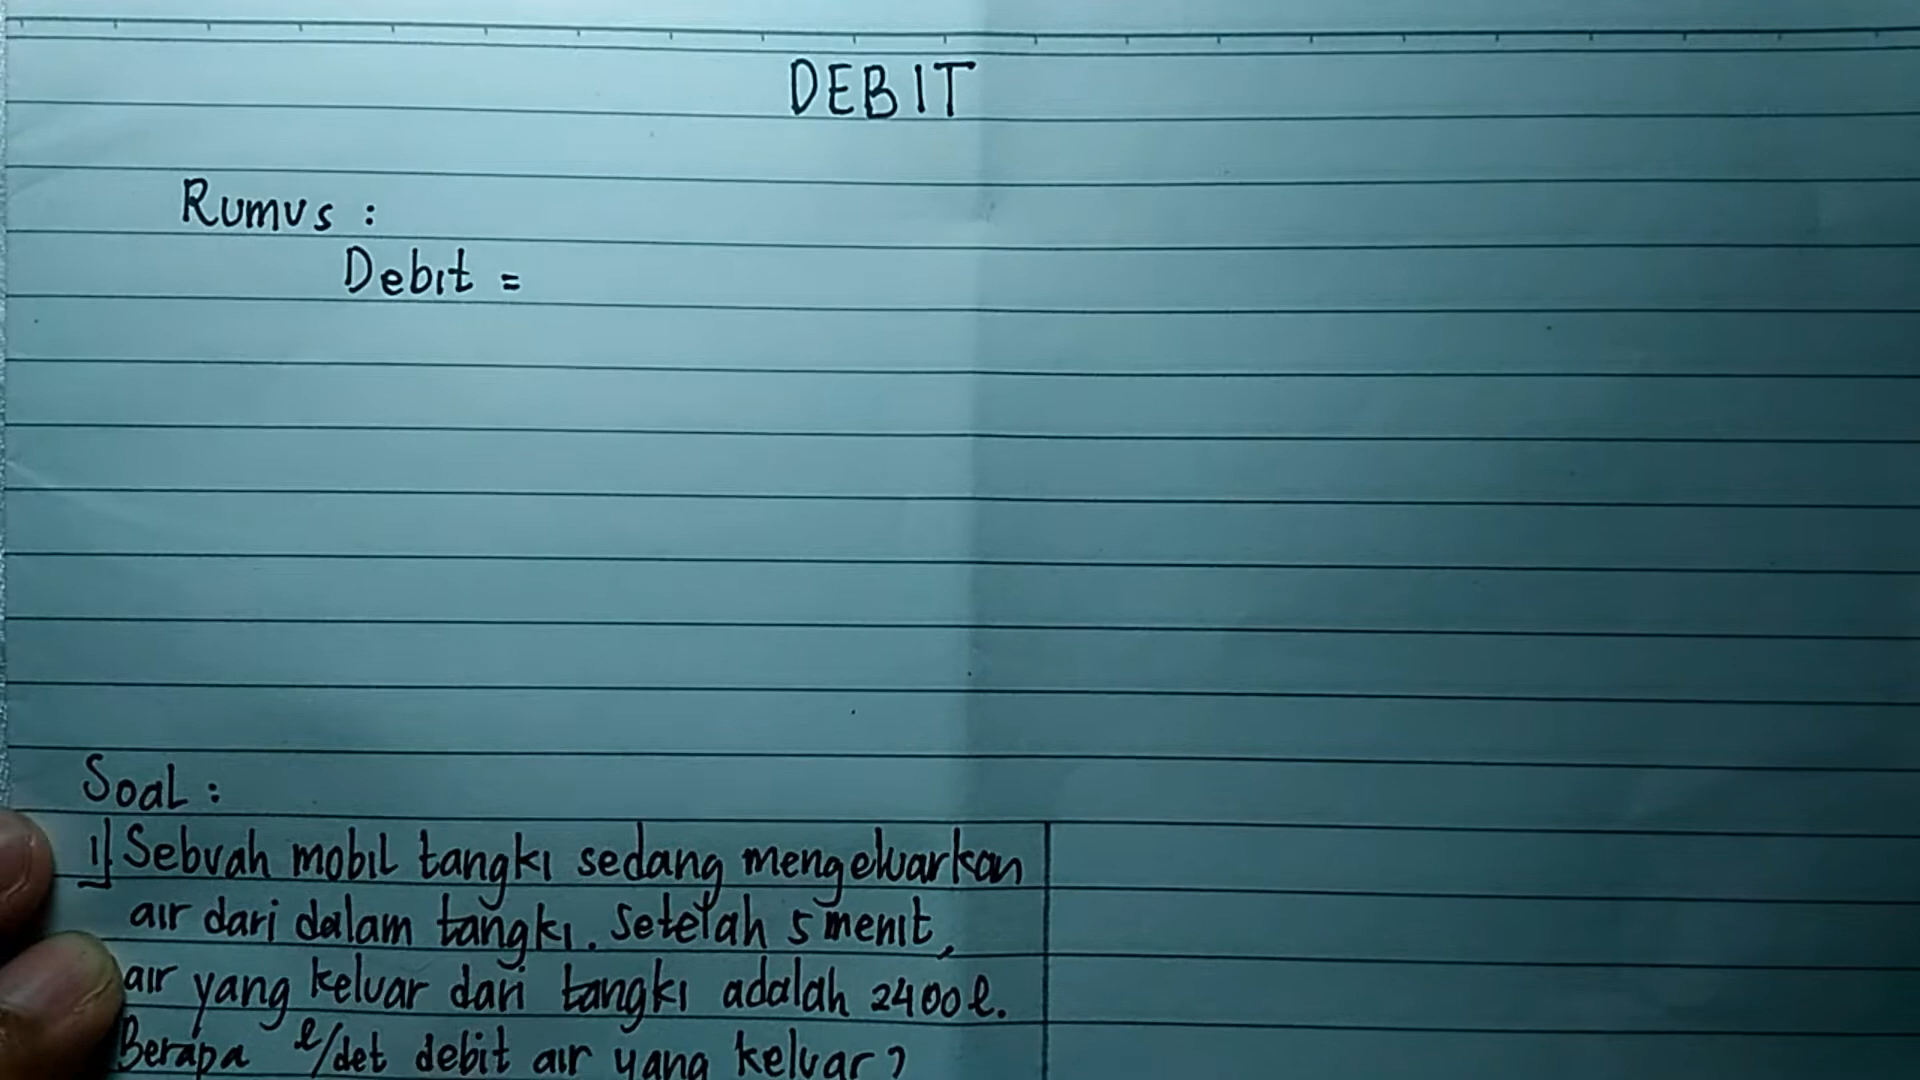 DEBIT
Rumus :
Debit =
Soal :
1] Sebuah mobil tangki sedang mengeluarkan
air dari dalam tangki. Setelah 5 menit,
air yang keluar dari tangki adalah 2400 l.
Berapa l/det debit air yang keluar?